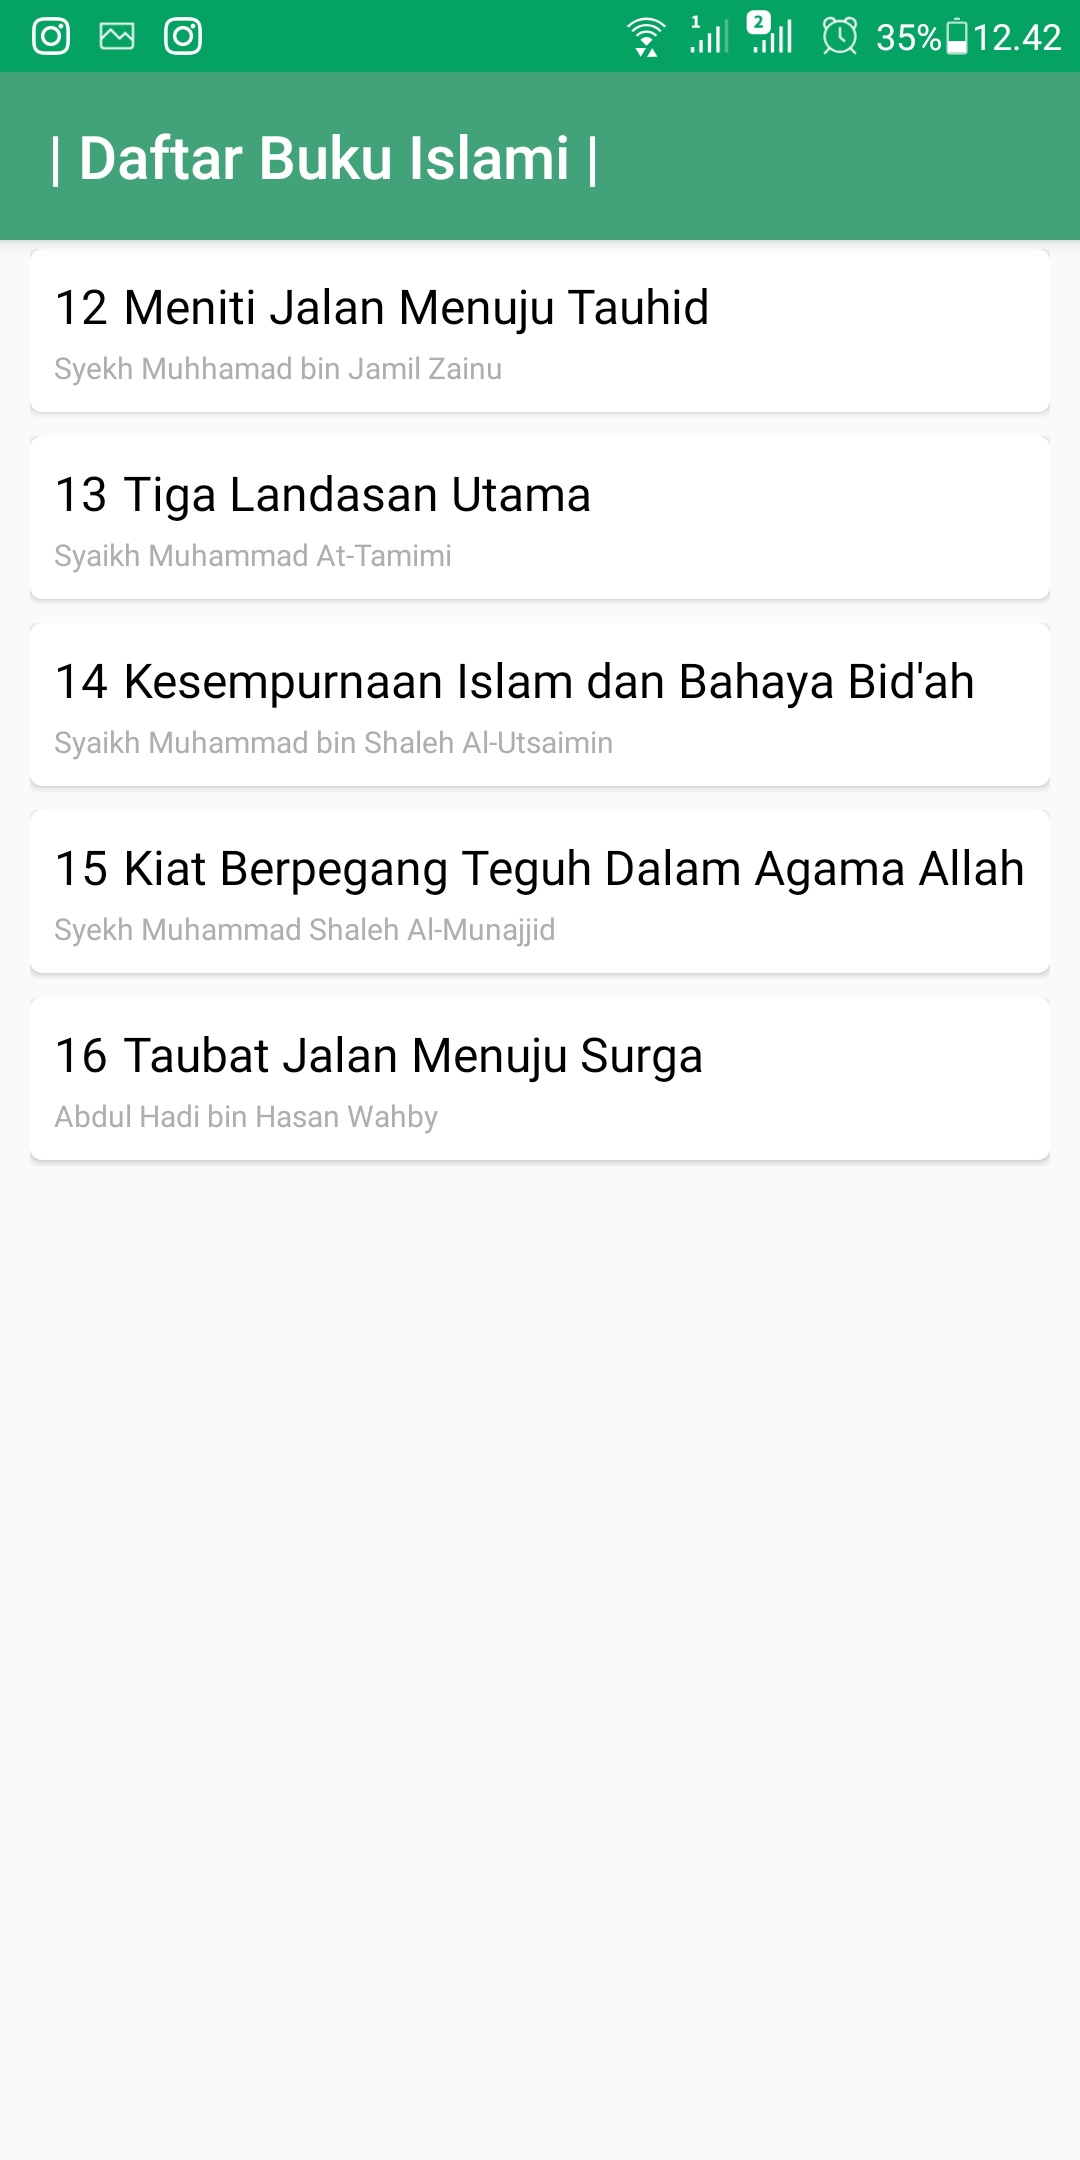 1 2 35% 12.42
| Daftar Buku Islami |
12 Meniti Jalan Menuju Tauhid
Syekh Muhhamad bin Jamil Zainu
13 Tiga Landasan Utama
Syaikh Muhammad At-Tamimi
14 Kesempurnaan Islam dan Bahaya Bid'ah
Syaikh Muhammad bin Shaleh Al-Utsaimin
15 Kiat Berpegang Teguh Dalam Agama Allah
Syekh Muhammad Shaleh Al-Munajjid
16 Taubat Jalan Menuju Surga
Abdul Hadi bin Hasan Wahby